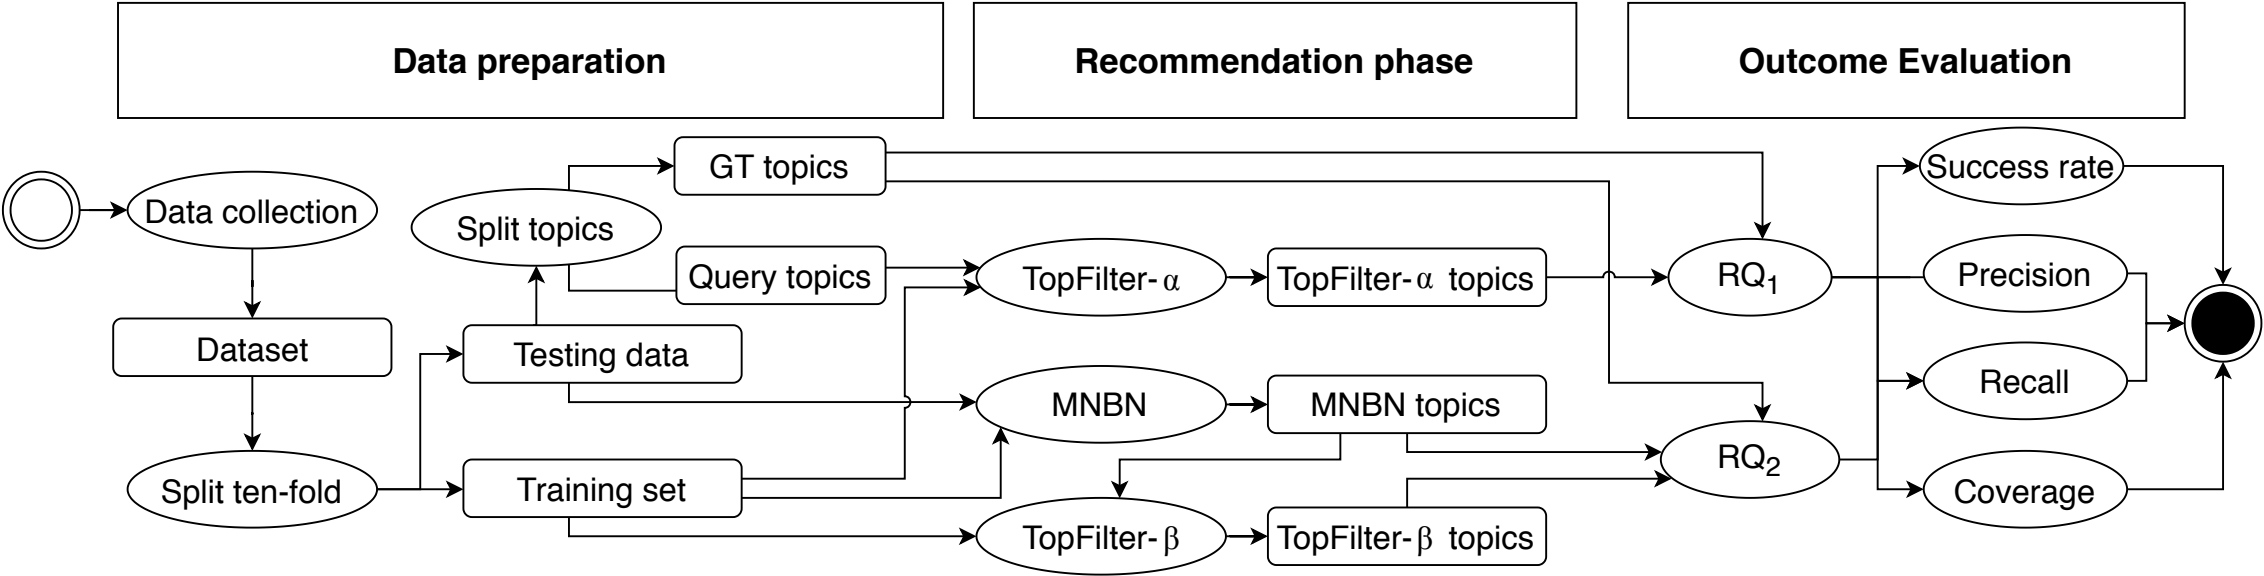 Data preparation
Recommendation phase
Outcome Evaluation
GT topics
Success rate
Data collection
Split topics
Query topics
TopFilter-α
TopFilter-α topics
RQ1
Precision
Dataset
Testing data
MNBN
MNBN topics
Recall
Split ten-fold
Training set
RQ2
Coverage
TopFilter-β
TopFilter-β topics